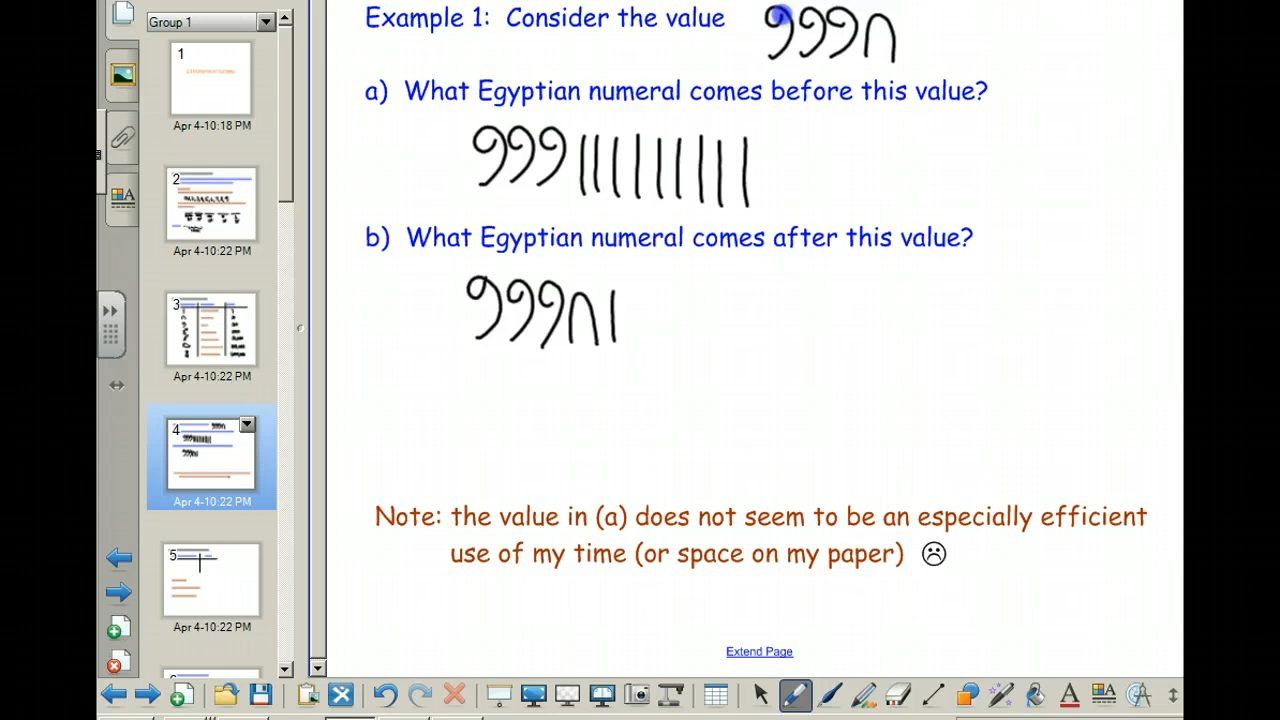 Group 1
1
Apr 4-10:18 PM
2
Apr 4-10:22 PM
3
Apr 4-10:22 PM
4
Apr 4-10:22 PM
5
Apr 4-10:22 PM
Example 1: Consider the value 999∩
a) What Egyptian numeral comes before this value?
999|||||||||
b) What Egyptian numeral comes after this value?
999∩|
Note: the value in (a) does not seem to be an especially efficient
use of my time (or space on my paper) ☹
Extend Page